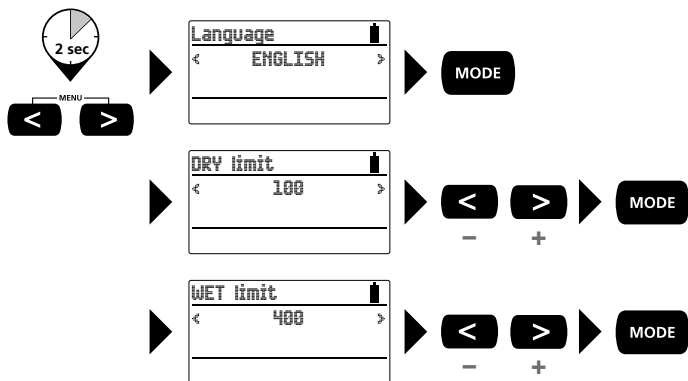 2 sec
MENU
< >
Language
< ENGLISH >
MODE
DRY limit
< 100 >
< >
MODE
− +
WET limit
< 400 >
< >
MODE
− +